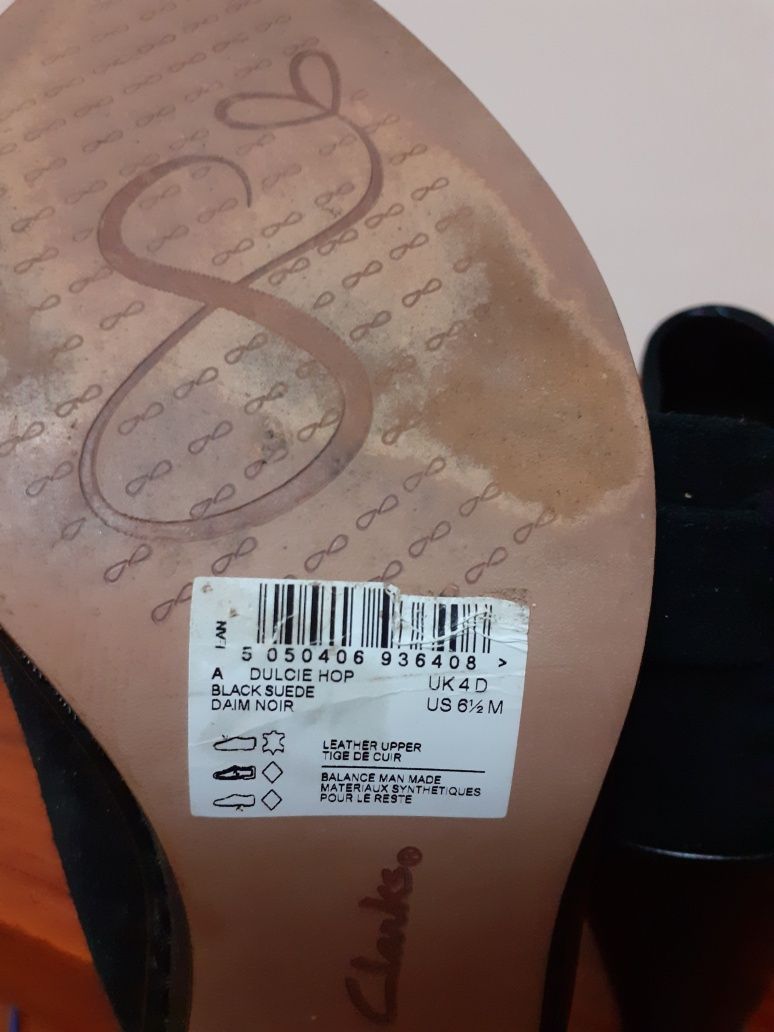 EAN
5 050406 936408 >
A DULCIE HOP UK 4 D
BLACK SUEDE US 6½ M
DAIM NOIR
LEATHER UPPER
TIGE DE CUIR
BALANCE MAN MADE
MATERIAUX SYNTHETIQUES
POUR LE RESTE
Clarks®